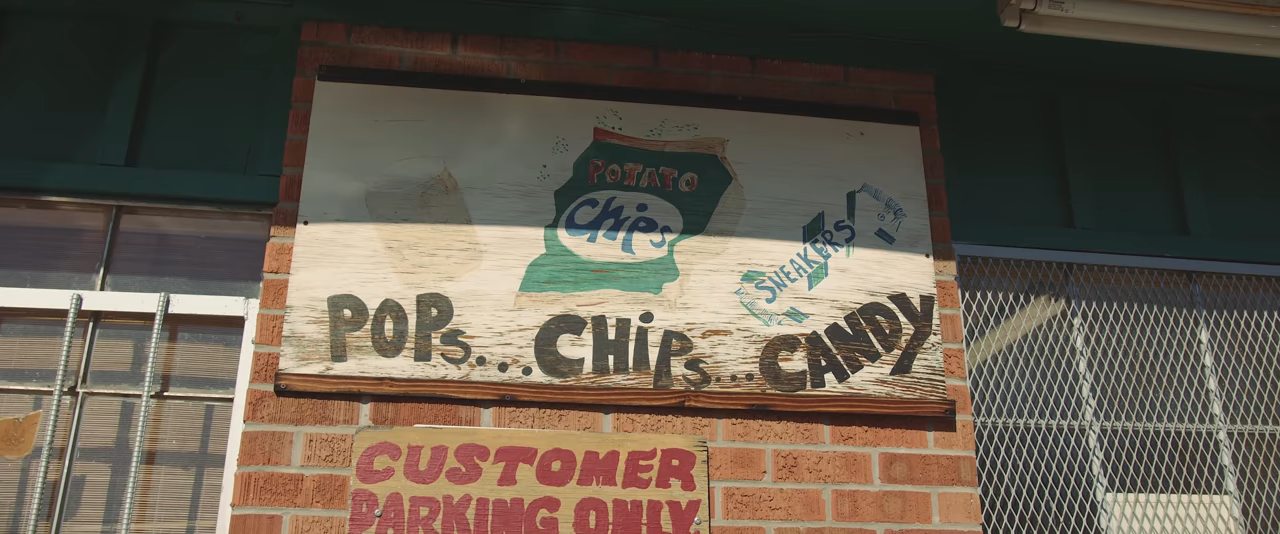 POTATO
Chips
SNEAKERS
POPs...CHiPs...CANDY
CUSTOMER
PARKING ONLY